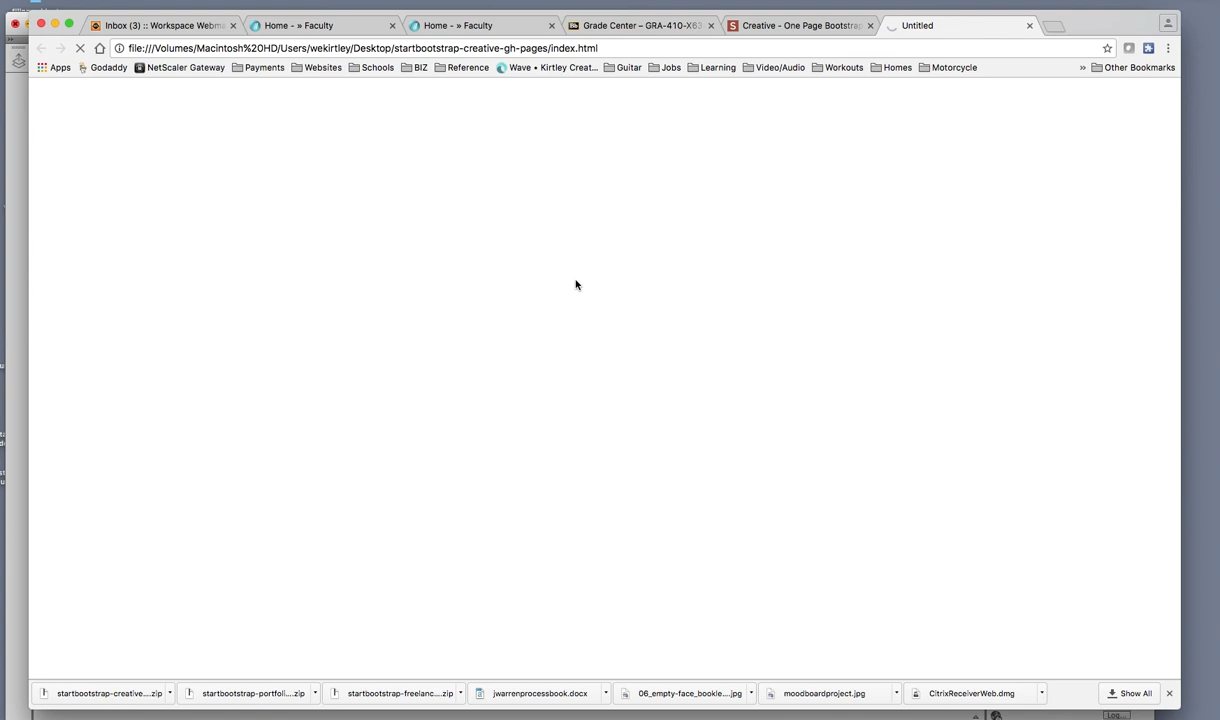 Inbox (3) :: Workspace Webma
Home - » Faculty
Home - » Faculty
Grade Center – GRA-410-X63
Creative - One Page Bootstrap
Untitled
file:///Volumes/Macintosh%20HD/Users/wekirtley/Desktop/startbootstrap-creative-gh-pages/index.html
Apps Godaddy NetScaler Gateway Payments Websites Schools BIZ Reference Wave • Kirtley Creat... Guitar Jobs Learning Video/Audio Workouts Homes Motorcycle » Other Bookmarks
startbootstrap-creative....zip startbootstrap-portfoli....zip startbootstrap-freelanc....zip jwarrenprocessbook.docx 06_empty-face_bookle....jpg moodboardproject.jpg CitrixReceiverWeb.dmg Show All
Log...